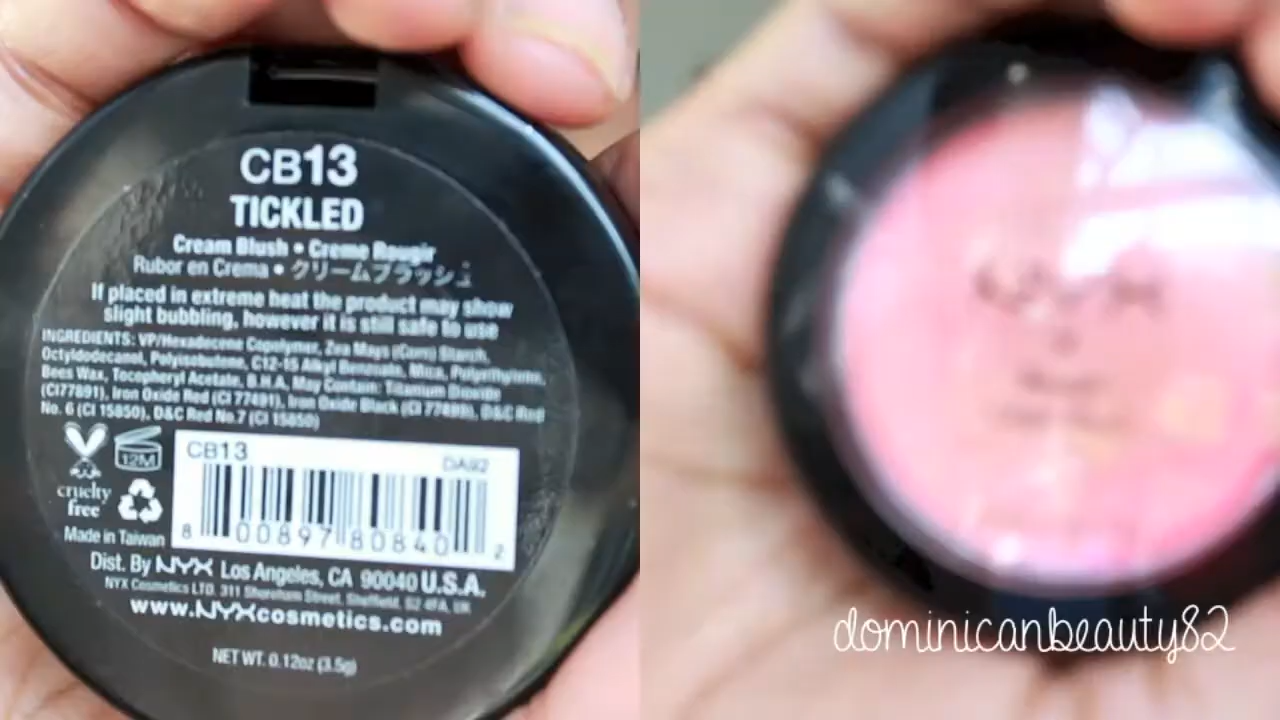 CB13
TICKLED
Cream Blush • Creme Rougir
Rubor en Crema • クリームブラッシュ
If placed in extreme heat the product may show
slight bubbling, however it is still safe to use
INGREDIENTS: VP/Hexadecene Copolymer, Zea Mays (Corn) Starch,
Octyldodecanol, Polyisobutene, C12-15 Alkyl Benzoate, Mica, Polyethylene,
Bees Wax, Tocopheryl Acetate, B.H.A, May Contain: Titanium Dioxide
(CI77891), Iron Oxide Red (CI 77491), Iron Oxide Black (CI 77499), D&C Red
No. 6 (CI 15850), D&C Red No.7 (CI 15850)
12M
cruelty
free
Made in Taiwan
CB13
DA92
8 00897 80840 2
Dist. By NYX Los Angeles, CA 90040 U.S.A.
NYX Cosmetics LTD. 311 Shoreham Street, Sheffield, S2 4FA, UK
www.NYXcosmetics.com
NET WT. 0.12oz (3.5g)
dominicanbeauty82